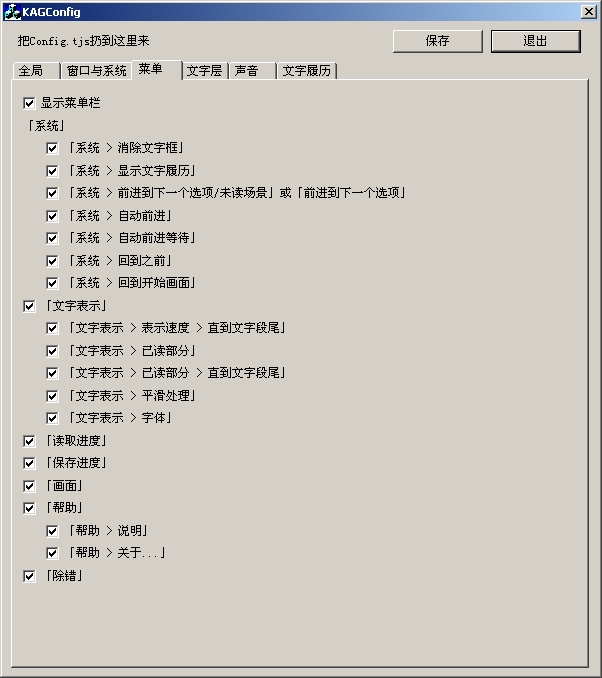 KAGConfig
把Config.tjs扔到这里来
保存
退出
全局
窗口与系统
菜单
文字层
声音
文字履历
显示菜单栏
「系统」
「系统 > 消除文字框」
「系统 > 显示文字履历」
「系统 > 前进到下一个选项/未读场景」或「前进到下一个选项」
「系统 > 自动前进」
「系统 > 自动前进等待」
「系统 > 回到之前」
「系统 > 回到开始画面」
「文字表示」
「文字表示 > 表示速度 > 直到文字段尾」
「文字表示 > 已读部分」
「文字表示 > 已读部分 > 直到文字段尾」
「文字表示 > 平滑处理」
「文字表示 > 字体」
「读取进度」
「保存进度」
「画面」
「帮助」
「帮助 > 说明」
「帮助 > 关于...」
「除错」